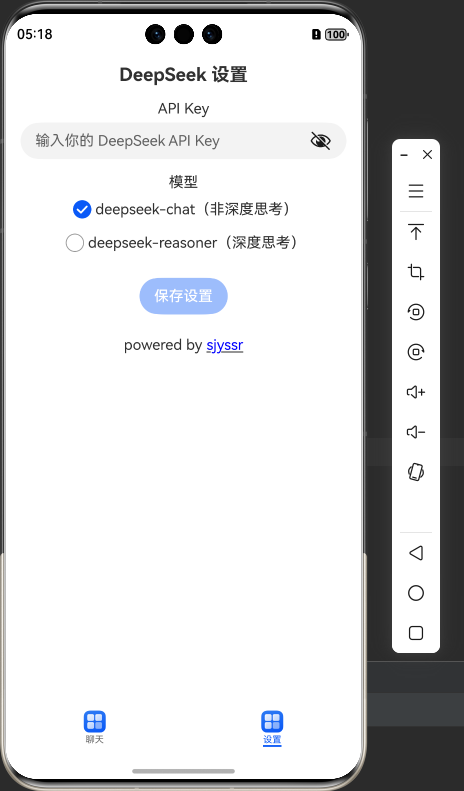 05:18
100
DeepSeek 设置
API Key
输入你的 DeepSeek API Key
模型
deepseek-chat（非深度思考）
deepseek-reasoner（深度思考）
保存设置
powered by sjyssr
聊天
设置